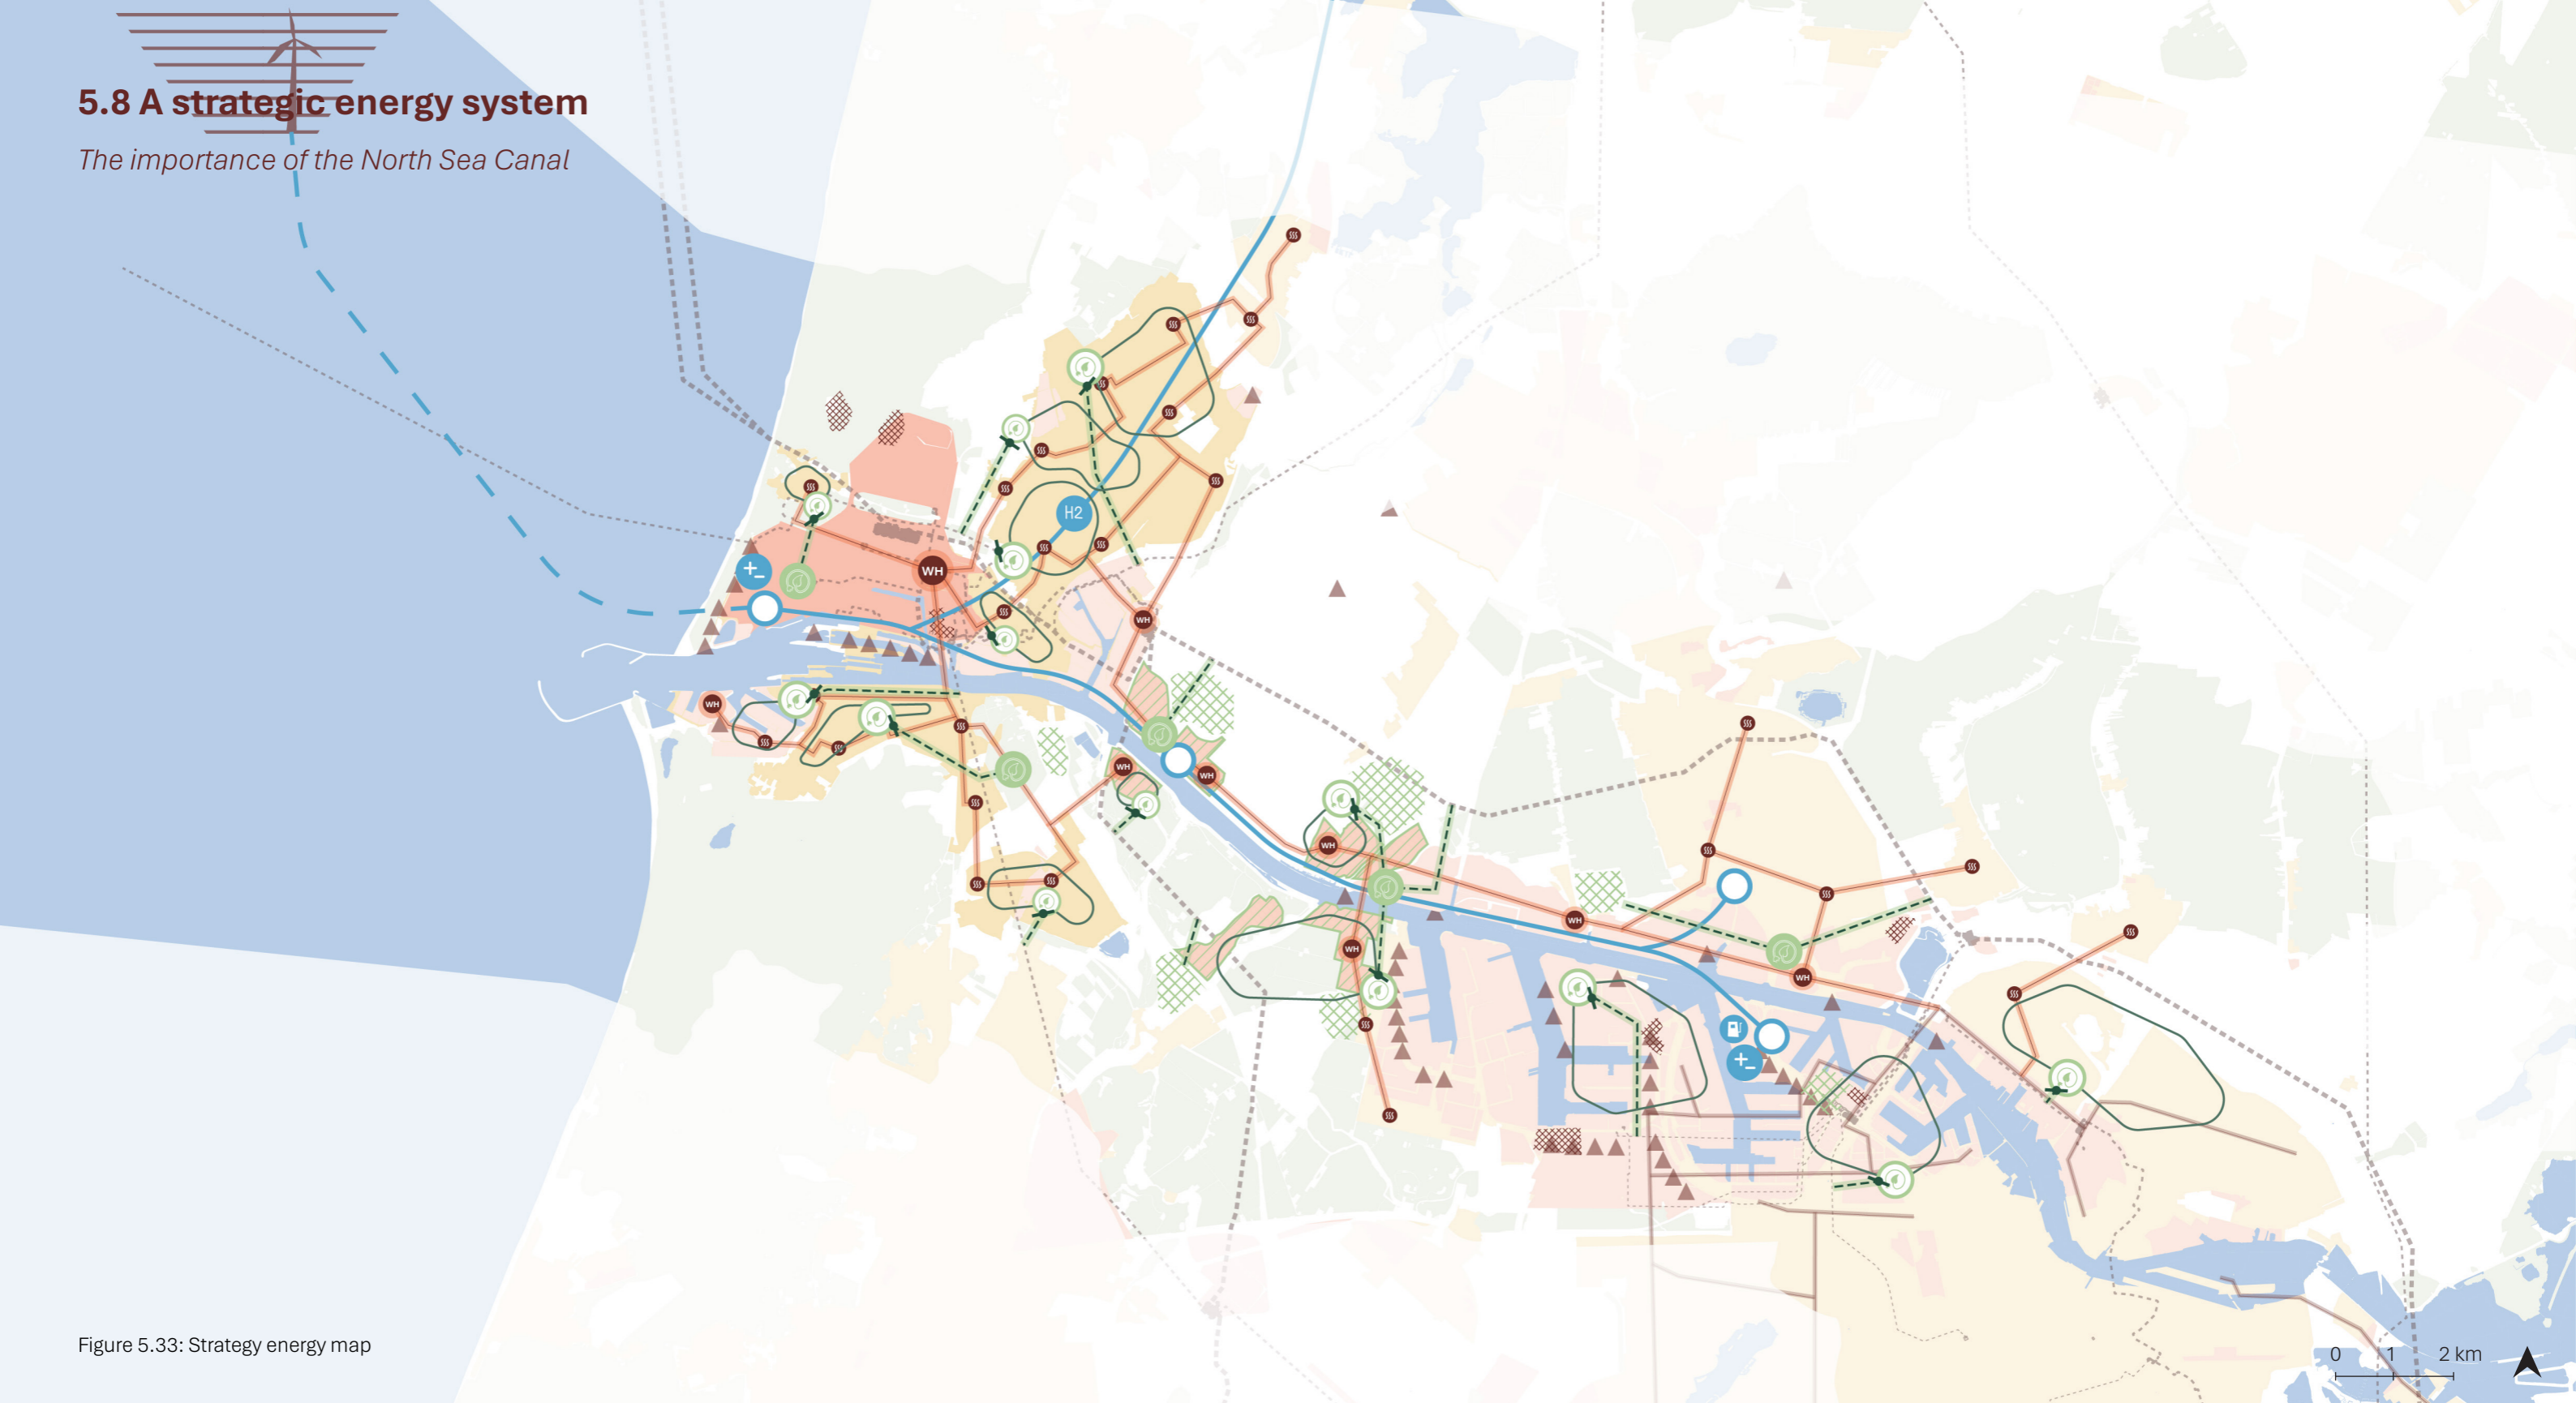 5.8 A strategic energy system
The importance of the North Sea Canal
H2
WH
+-
WH
WH
WH
WH
WH
WH
WH
WH
+-
Figure 5.33: Strategy energy map
0 1 2 km